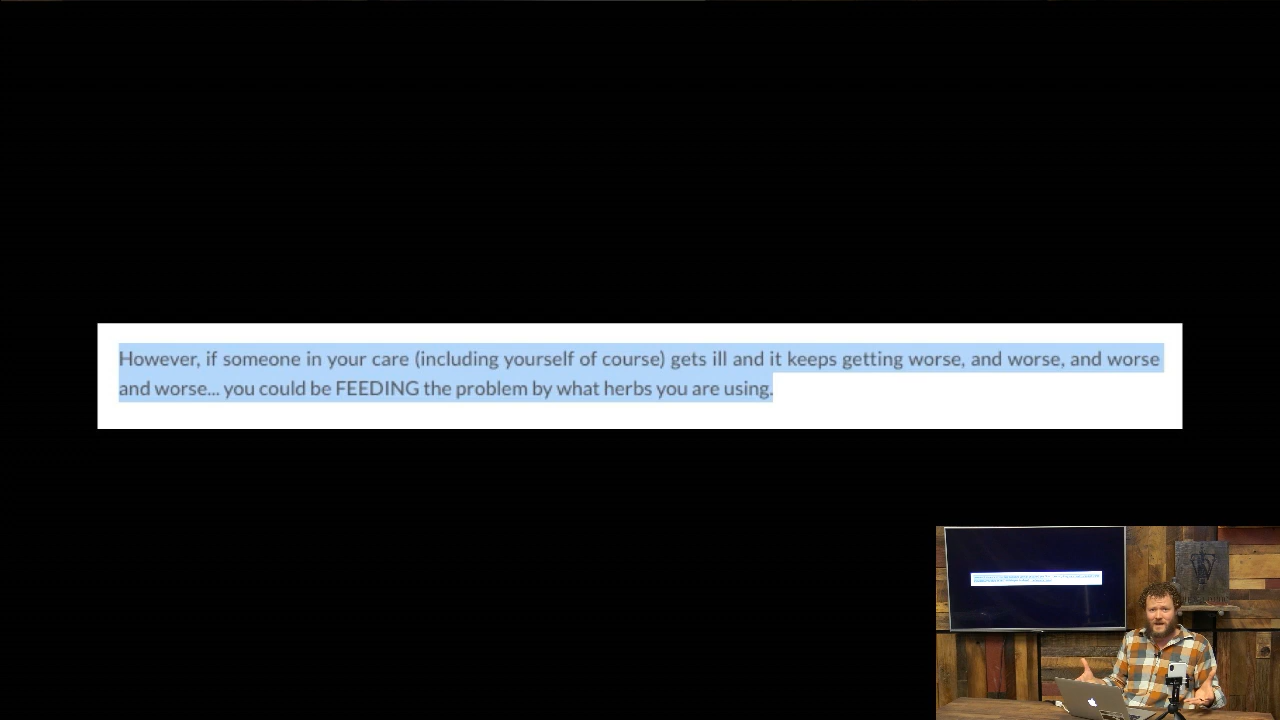 However, if someone in your care (including yourself of course) gets ill and it keeps getting worse, and worse, and worse
and worse... you could be FEEDING the problem by what herbs you are using.